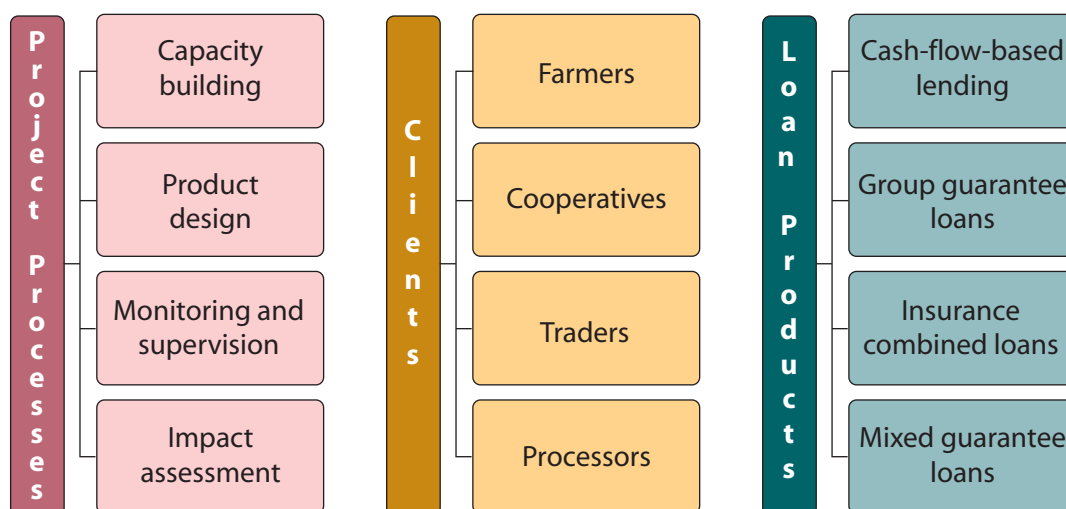 Project Processes
Capacity
building
Product
design
Monitoring and
supervision
Impact
assessment
Clients
Farmers
Cooperatives
Traders
Processors
Loan Products
Cash-flow-based
lending
Group guarantee
loans
Insurance
combined loans
Mixed guarantee
loans